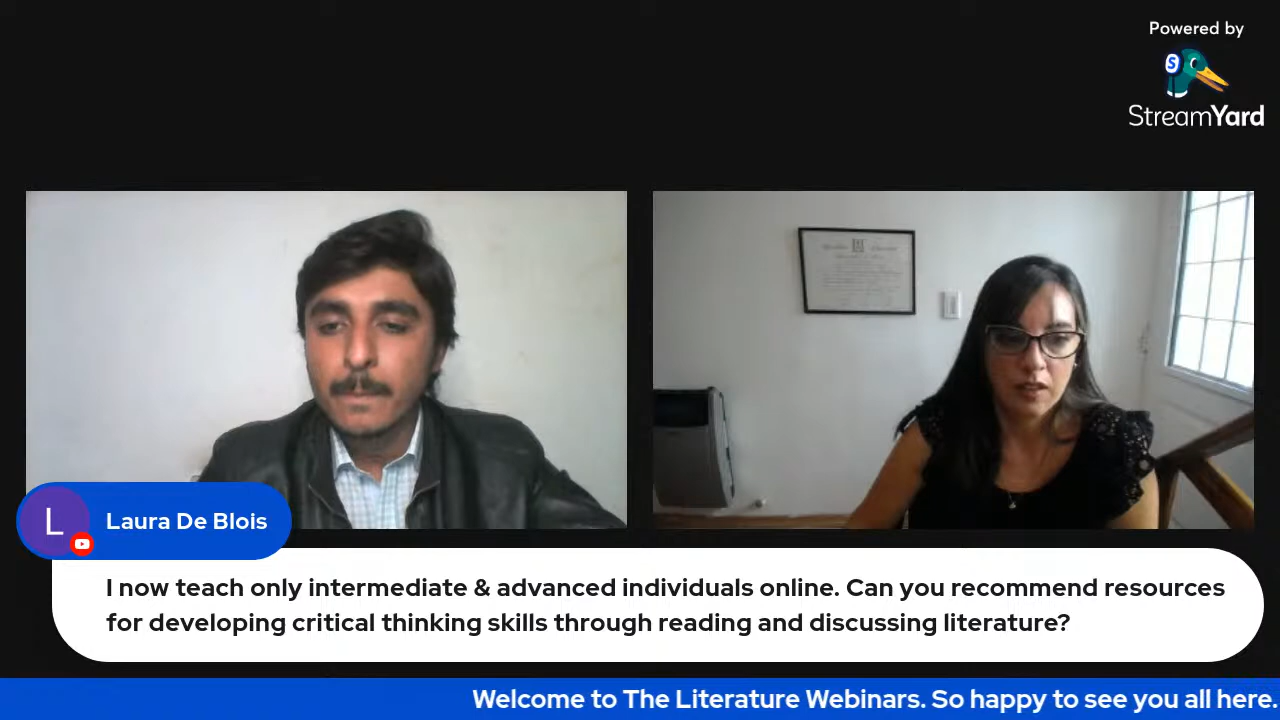 Powered by
S
StreamYard
L
Laura De Blois
I now teach only intermediate & advanced individuals online. Can you recommend resources
for developing critical thinking skills through reading and discussing literature?
Welcome to The Literature Webinars. So happy to see you all here.